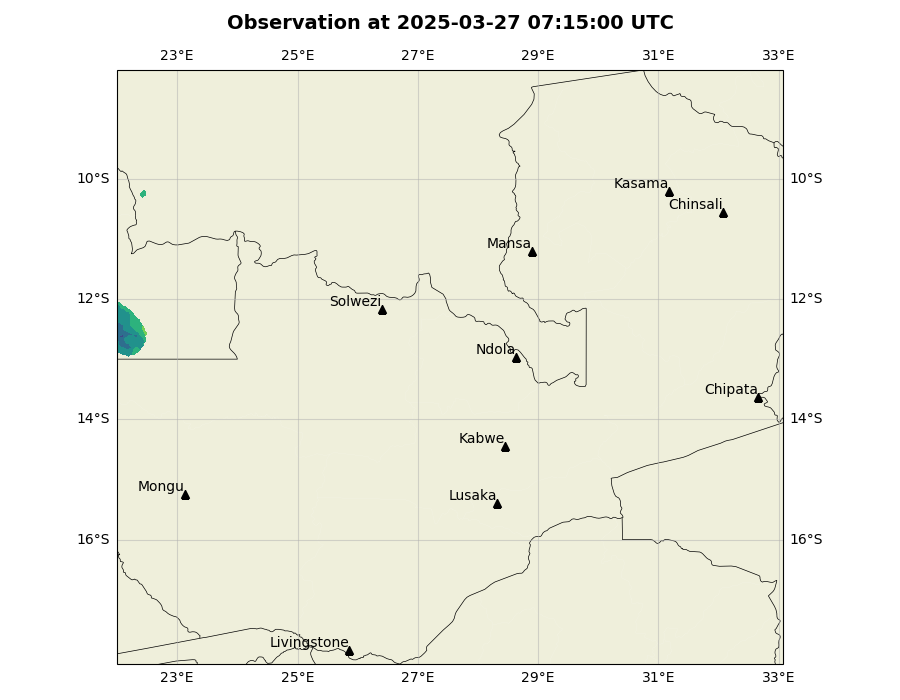 Observation at 2025-03-27 07:15:00 UTC
23°E 25°E 27°E 29°E 31°E 33°E
10°S 10°S
Kasama
Chinsali
Mansa
12°S 12°S
Solwezi
Ndola
Chipata
14°S 14°S
Kabwe
Mongu
Lusaka
16°S 16°S
Livingstone
23°E 25°E 27°E 29°E 31°E 33°E